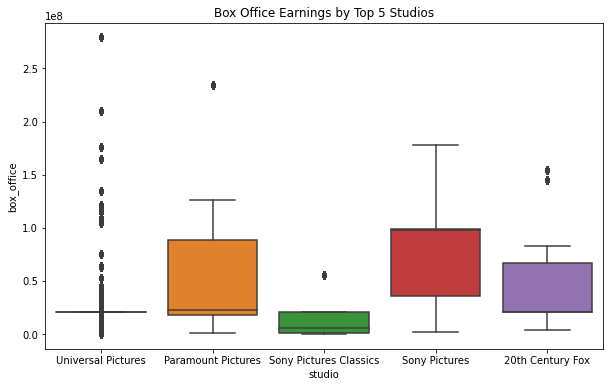 Box Office Earnings by Top 5 Studios
1e8
2.5
2.0
1.5
1.0
0.5
0.0
box_office
Universal Pictures Paramount Pictures Sony Pictures Classics Sony Pictures 20th Century Fox
studio